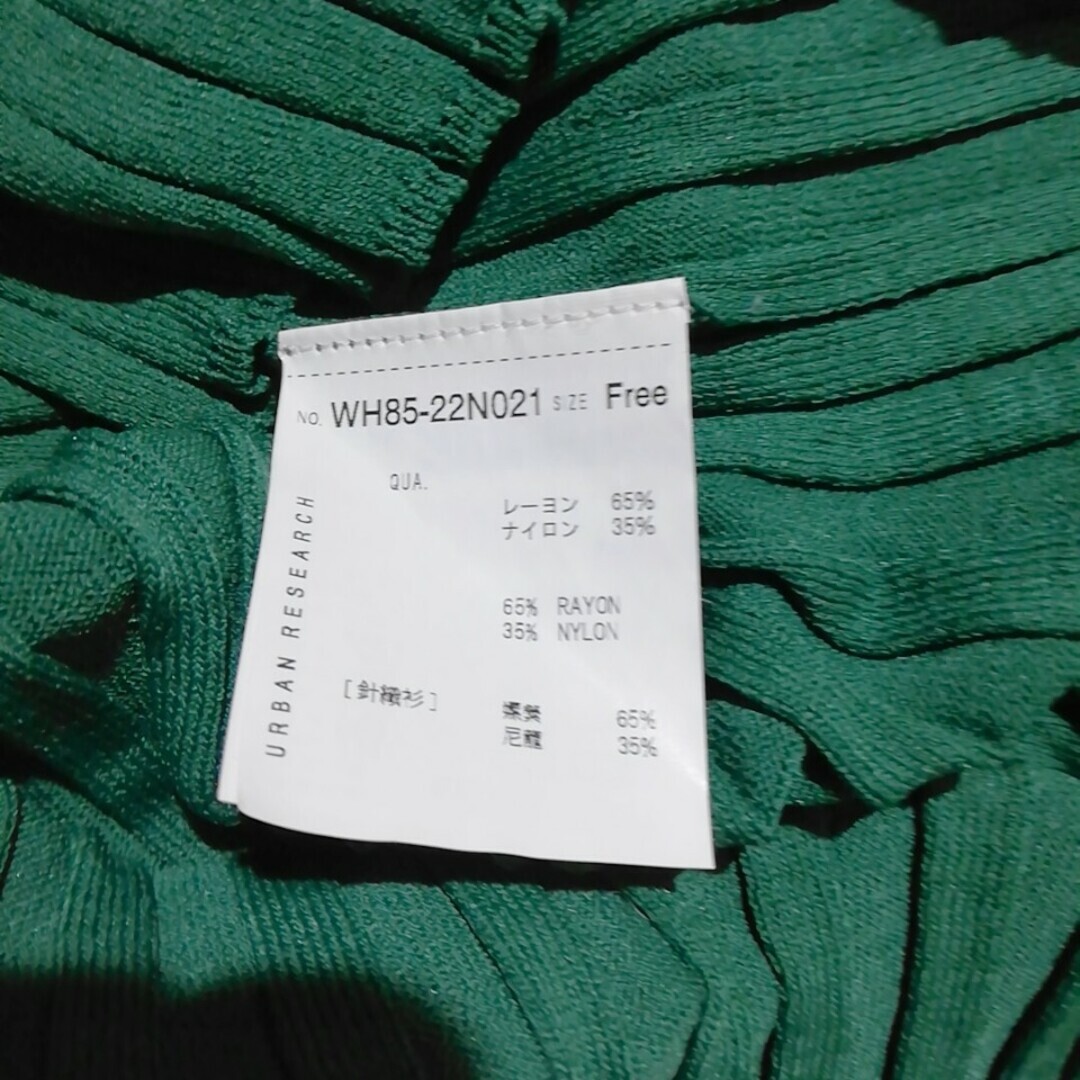 NO. WH85-22N021 SIZE Free
QUA.
レーヨン 65%
ナイロン 35%
65% RAYON
35% NYLON
[針織衫]
嫘縈 65%
尼龍 35%
URBAN RESEARCH